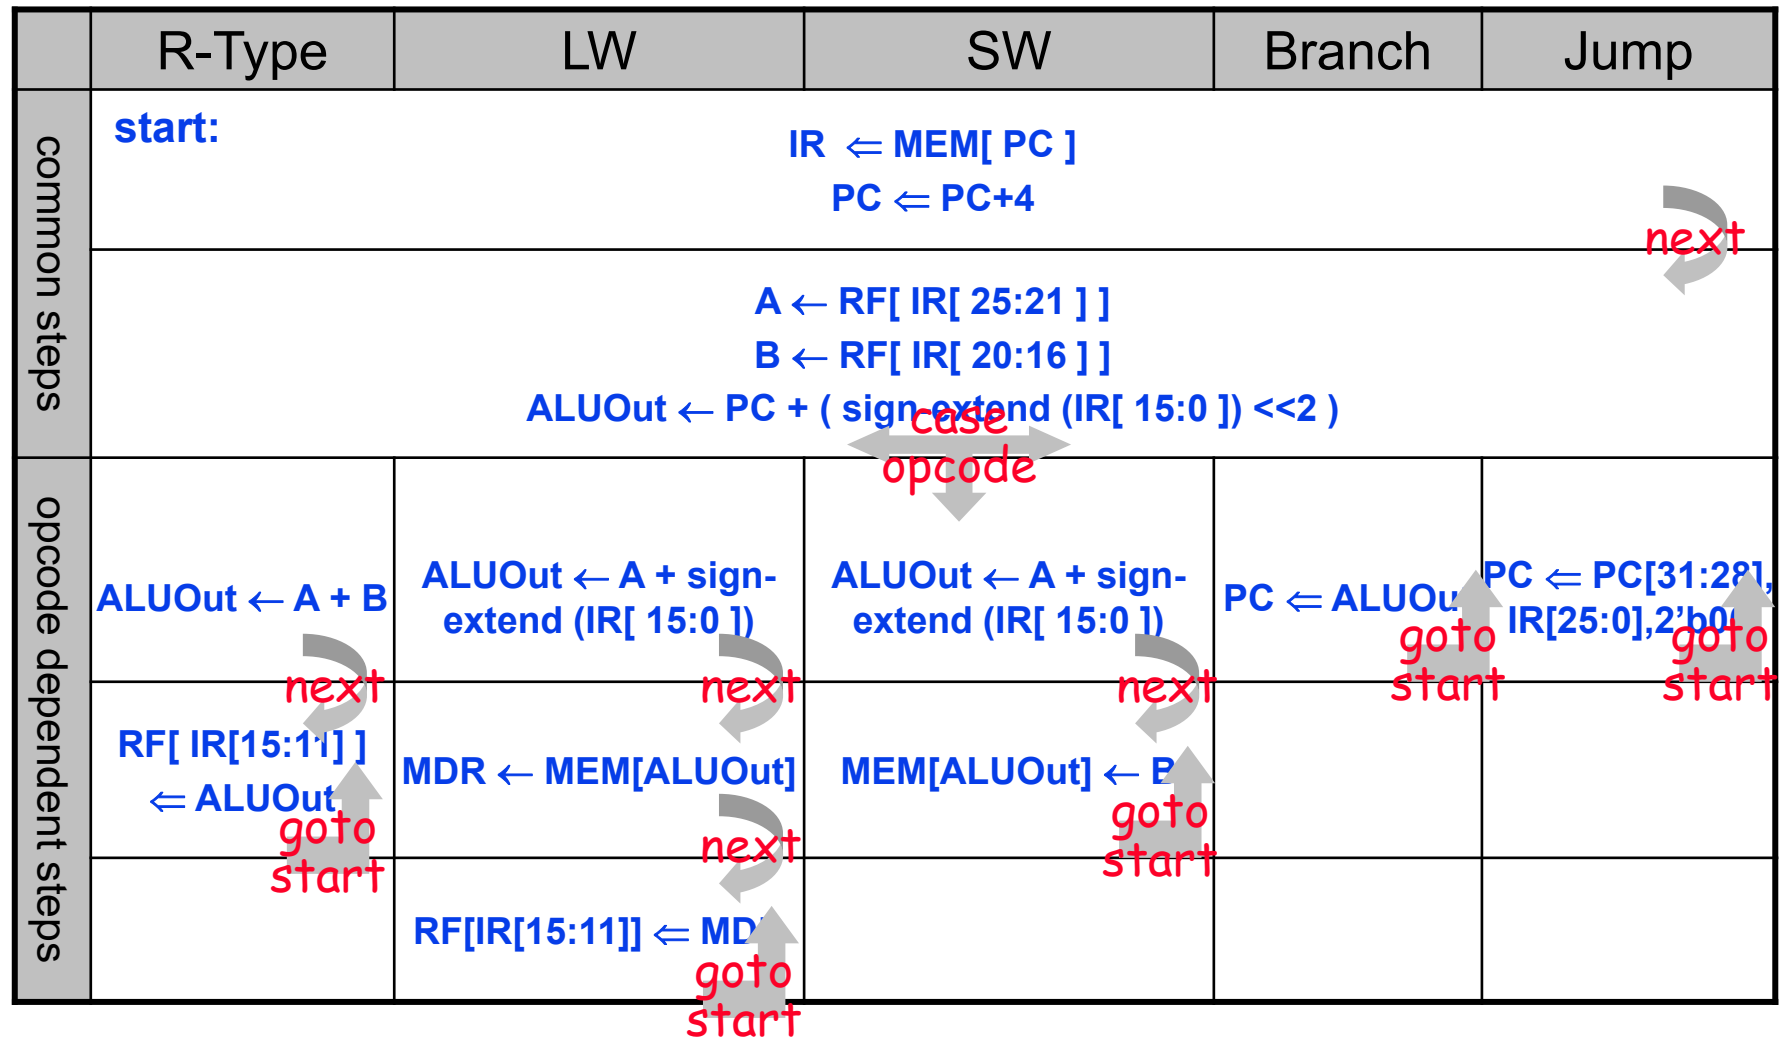 R-Type
LW
SW
Branch
Jump
common steps
start:
IR ⇐ MEM[ PC ]
PC ⇐ PC+4
next
A ← RF[ IR[ 25:21 ] ]
B ← RF[ IR[ 20:16 ] ]
ALUOut ← PC + ( sign-extend (IR[ 15:0 ]) <<2 )
case
opcode
opcode dependent steps
ALUOut ← A + B
next
ALUOut ← A + sign-
extend (IR[ 15:0 ])
next
ALUOut ← A + sign-
extend (IR[ 15:0 ])
next
PC ⇐ ALUOut
goto
start
PC ⇐ PC[31:28],
IR[25:0],2’b00
goto
start
RF[ IR[15:11] ]
⇐ ALUOut
goto
start
MDR ← MEM[ALUOut]
next
MEM[ALUOut] ← B
goto
start
RF[IR[15:11]] ⇐ MDR
goto
start